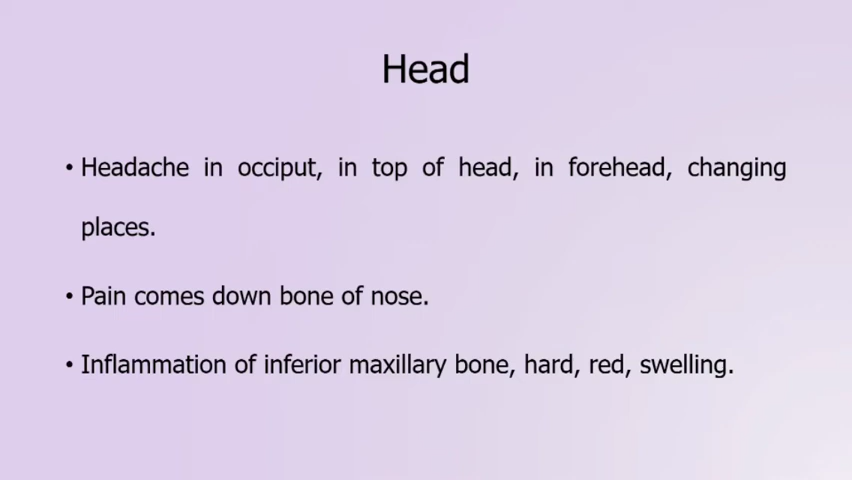 Head
• Headache in occiput, in top of head, in forehead, changing
places.
• Pain comes down bone of nose.
• Inflammation of inferior maxillary bone, hard, red, swelling.